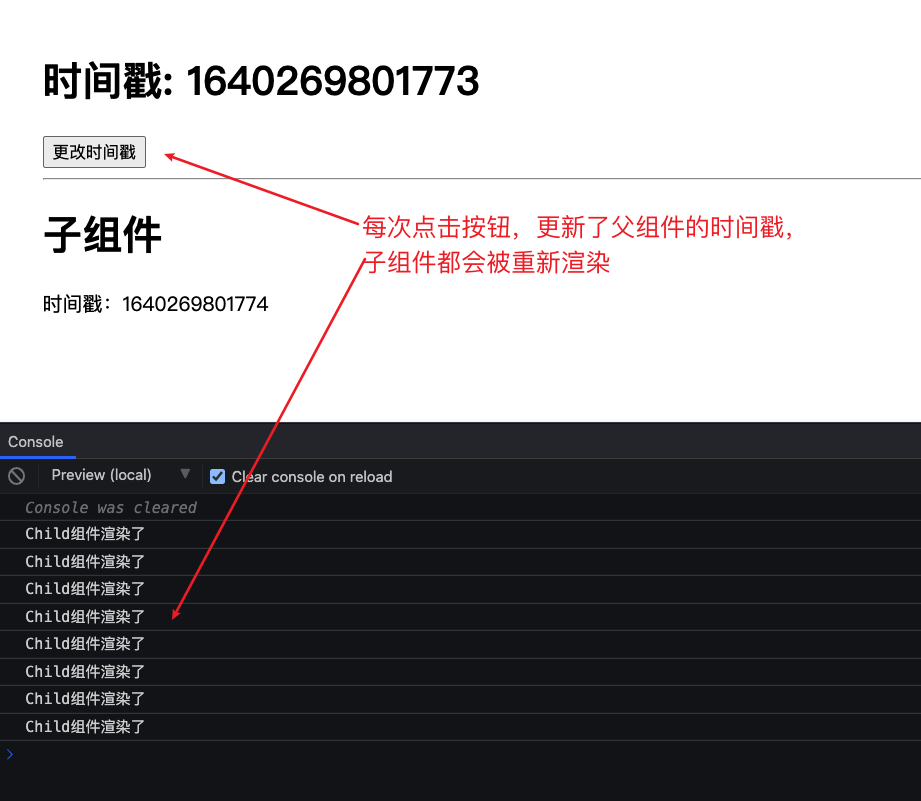 时间戳: 1640269801773
更改时间戳
子组件
每次点击按钮，更新了父组件的时间戳，
子组件都会被重新渲染
时间戳：1640269801774
Console
Preview (local)
Clear console on reload
Console was cleared
Child组件渲染了
Child组件渲染了
Child组件渲染了
Child组件渲染了
Child组件渲染了
Child组件渲染了
Child组件渲染了
Child组件渲染了